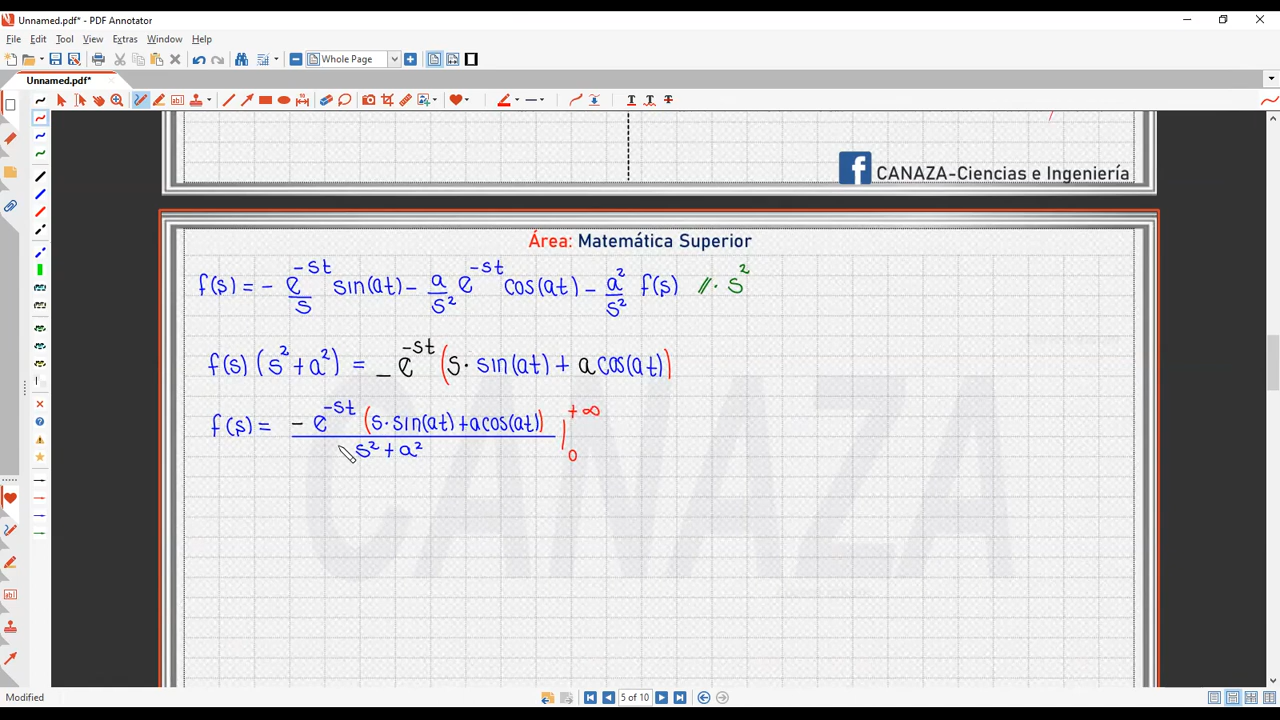 Unnamed.pdf* - PDF Annotator
File Edit Tool View Extras Window Help
Whole Page
Unnamed.pdf*
CANAZA-Ciencias e Ingeniería
Área: Matemática Superior
f(s) = - e^{-st}/s sin(at) - a/s² e^{-st} cos(at) - a²/s² f(s) //· s²
f(s) (s² + a²) = -e^{-st} (s· sin(at) + a cos(at))
f(s) = - e^{-st} (s· sin(at) + a cos(at)) / s² + a² |₀^{+∞}
CANAZA
Modified 5 of 10